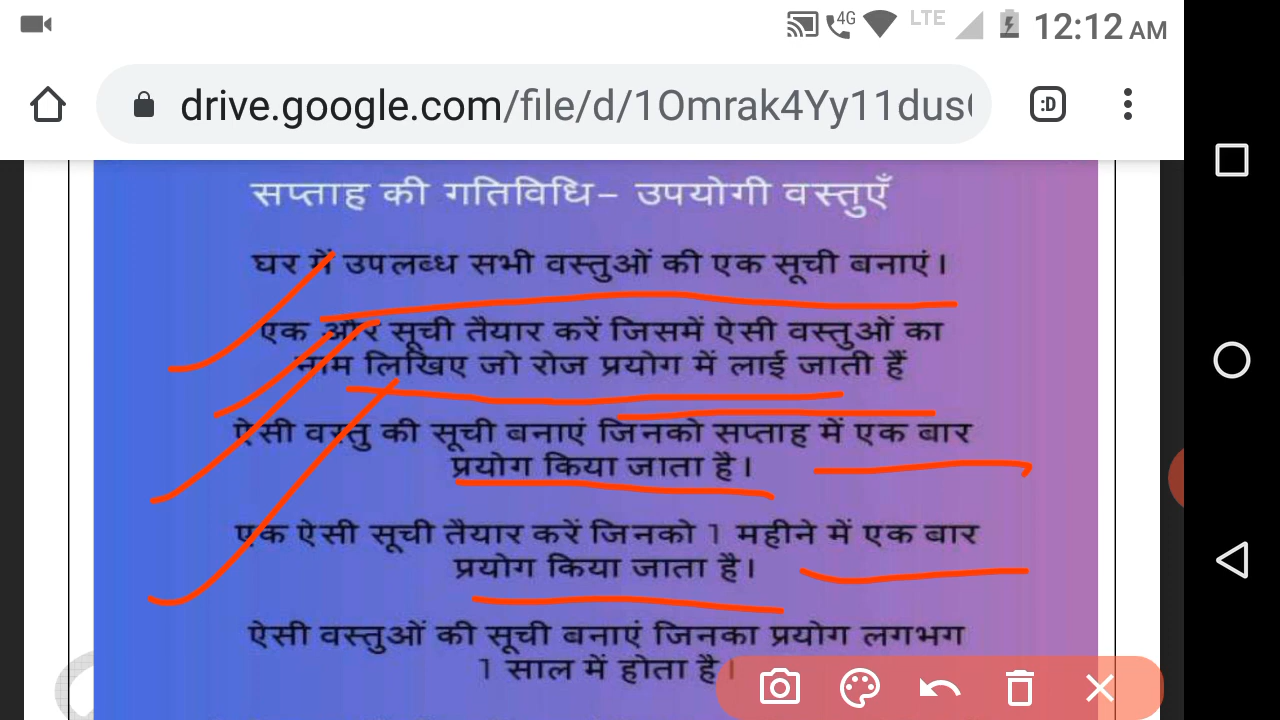 4G
LTE
12:12 AM
drive.google.com/file/d/1Omrak4Yy11dus
:D
सप्ताह की गतिविधि– उपयोगी वस्तुएँ
घर में उपलब्ध सभी वस्तुओं की एक सूची बनाएं।
एक और सूची तैयार करें जिसमें ऐसी वस्तुओं का
नाम लिखिए जो रोज प्रयोग में लाई जाती हैं
ऐसी वस्तु की सूची बनाएं जिनको सप्ताह में एक बार
प्रयोग किया जाता है।
एक ऐसी सूची तैयार करें जिनको 1 महीने में एक बार
प्रयोग किया जाता है।
ऐसी वस्तुओं की सूची बनाएं जिनका प्रयोग लगभग
1 साल में होता है।